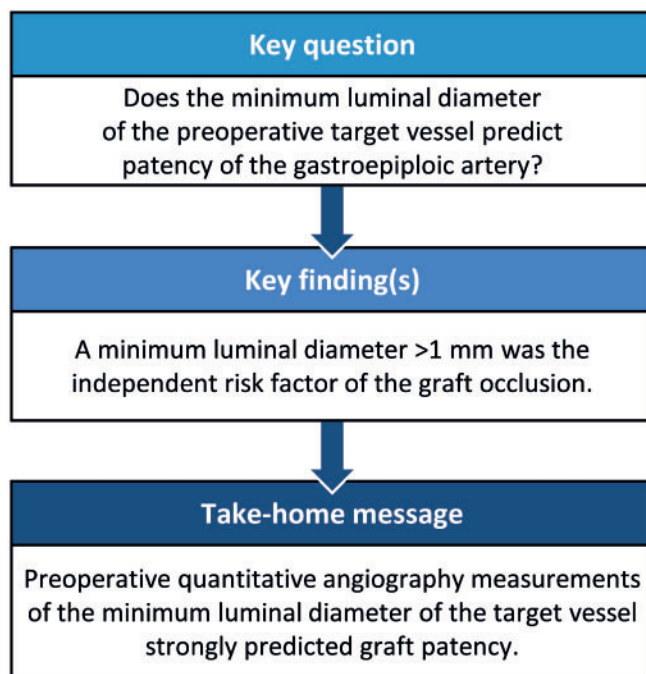 Key question
Does the minimum luminal diameter
of the preoperative target vessel predict
patency of the gastroepiploic artery?
Key finding(s)
A minimum luminal diameter >1 mm was the
independent risk factor of the graft occlusion.
Take-home message
Preoperative quantitative angiography measurements
of the minimum luminal diameter of the target vessel
strongly predicted graft patency.